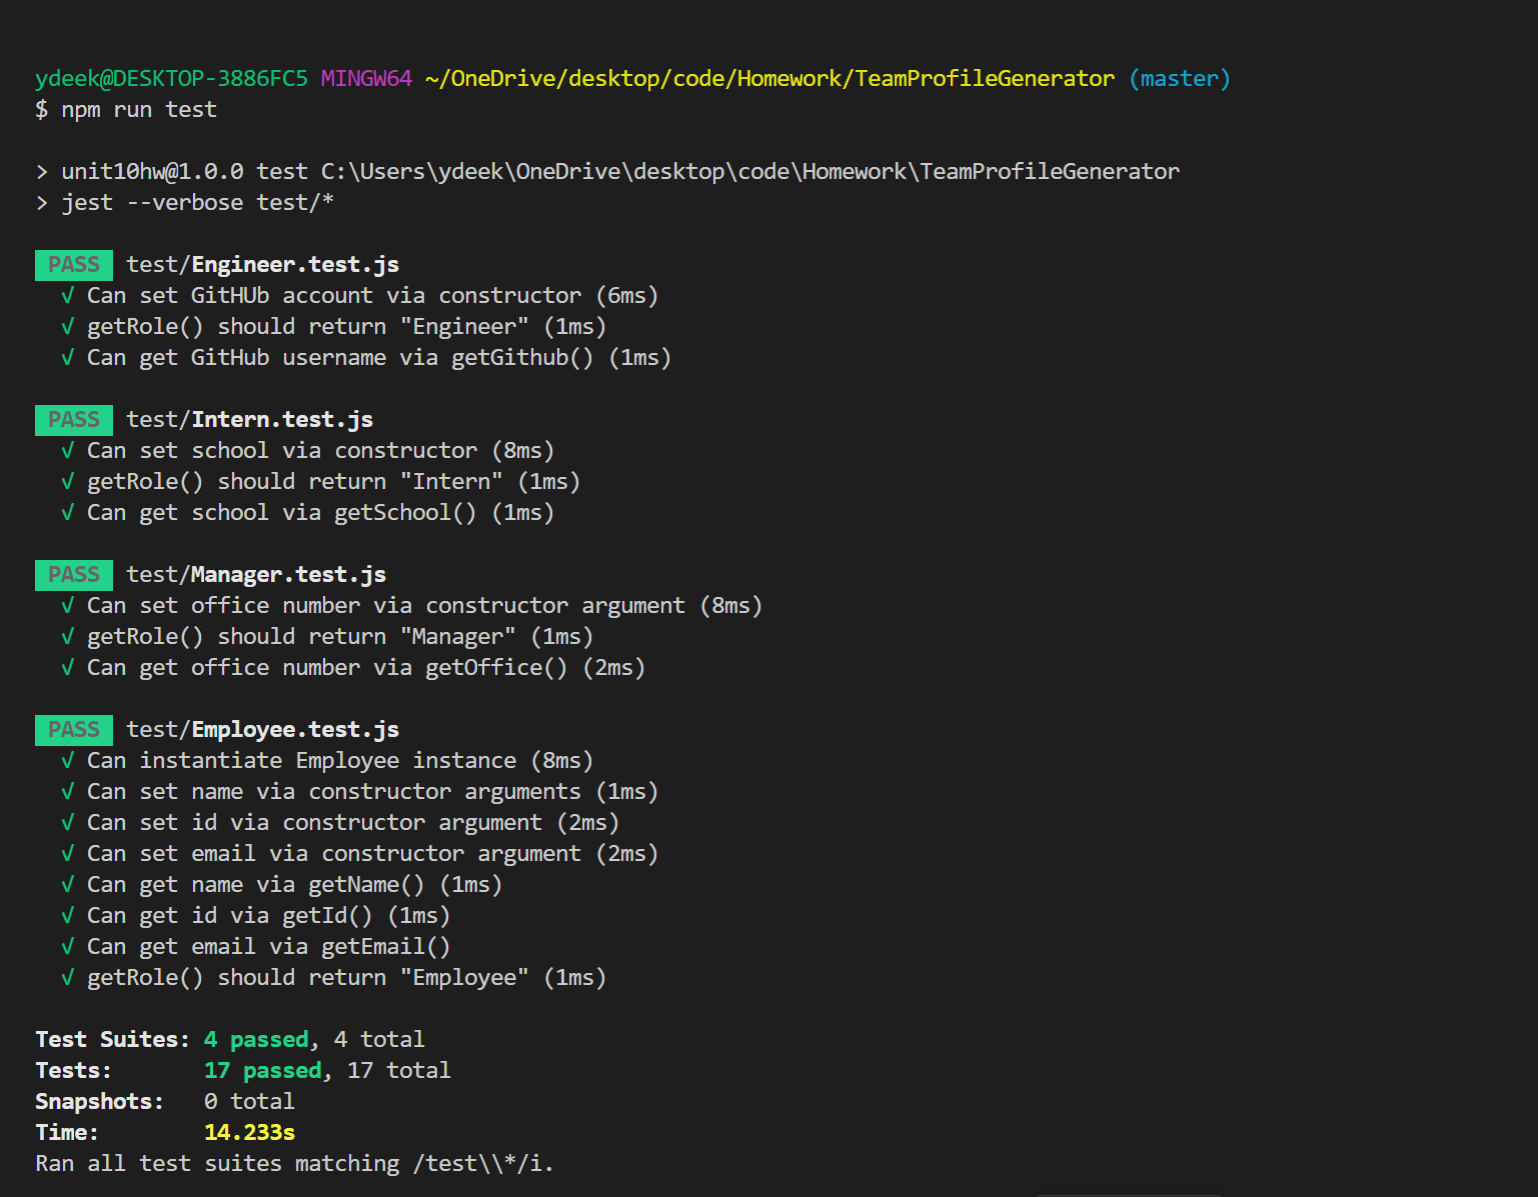 ydeek@DESKTOP-3886FC5 MINGW64 ~/OneDrive/desktop/code/Homework/TeamProfileGenerator (master)
$ npm run test
> unit10hw@1.0.0 test C:\Users\ydeek\OneDrive\desktop\code\Homework\TeamProfileGenerator
> jest --verbose test/*
PASS test/Engineer.test.js
√ Can set GitHUb account via constructor (6ms)
√ getRole() should return "Engineer" (1ms)
√ Can get GitHub username via getGithub() (1ms)
PASS test/Intern.test.js
√ Can set school via constructor (8ms)
√ getRole() should return "Intern" (1ms)
√ Can get school via getSchool() (1ms)
PASS test/Manager.test.js
√ Can set office number via constructor argument (8ms)
√ getRole() should return "Manager" (1ms)
√ Can get office number via getOffice() (2ms)
PASS test/Employee.test.js
√ Can instantiate Employee instance (8ms)
√ Can set name via constructor arguments (1ms)
√ Can set id via constructor argument (2ms)
√ Can set email via constructor argument (2ms)
√ Can get name via getName() (1ms)
√ Can get id via getId() (1ms)
√ Can get email via getEmail()
√ getRole() should return "Employee" (1ms)
Test Suites: 4 passed, 4 total
Tests: 17 passed, 17 total
Snapshots: 0 total
Time: 14.233s
Ran all test suites matching /test\\*/i.